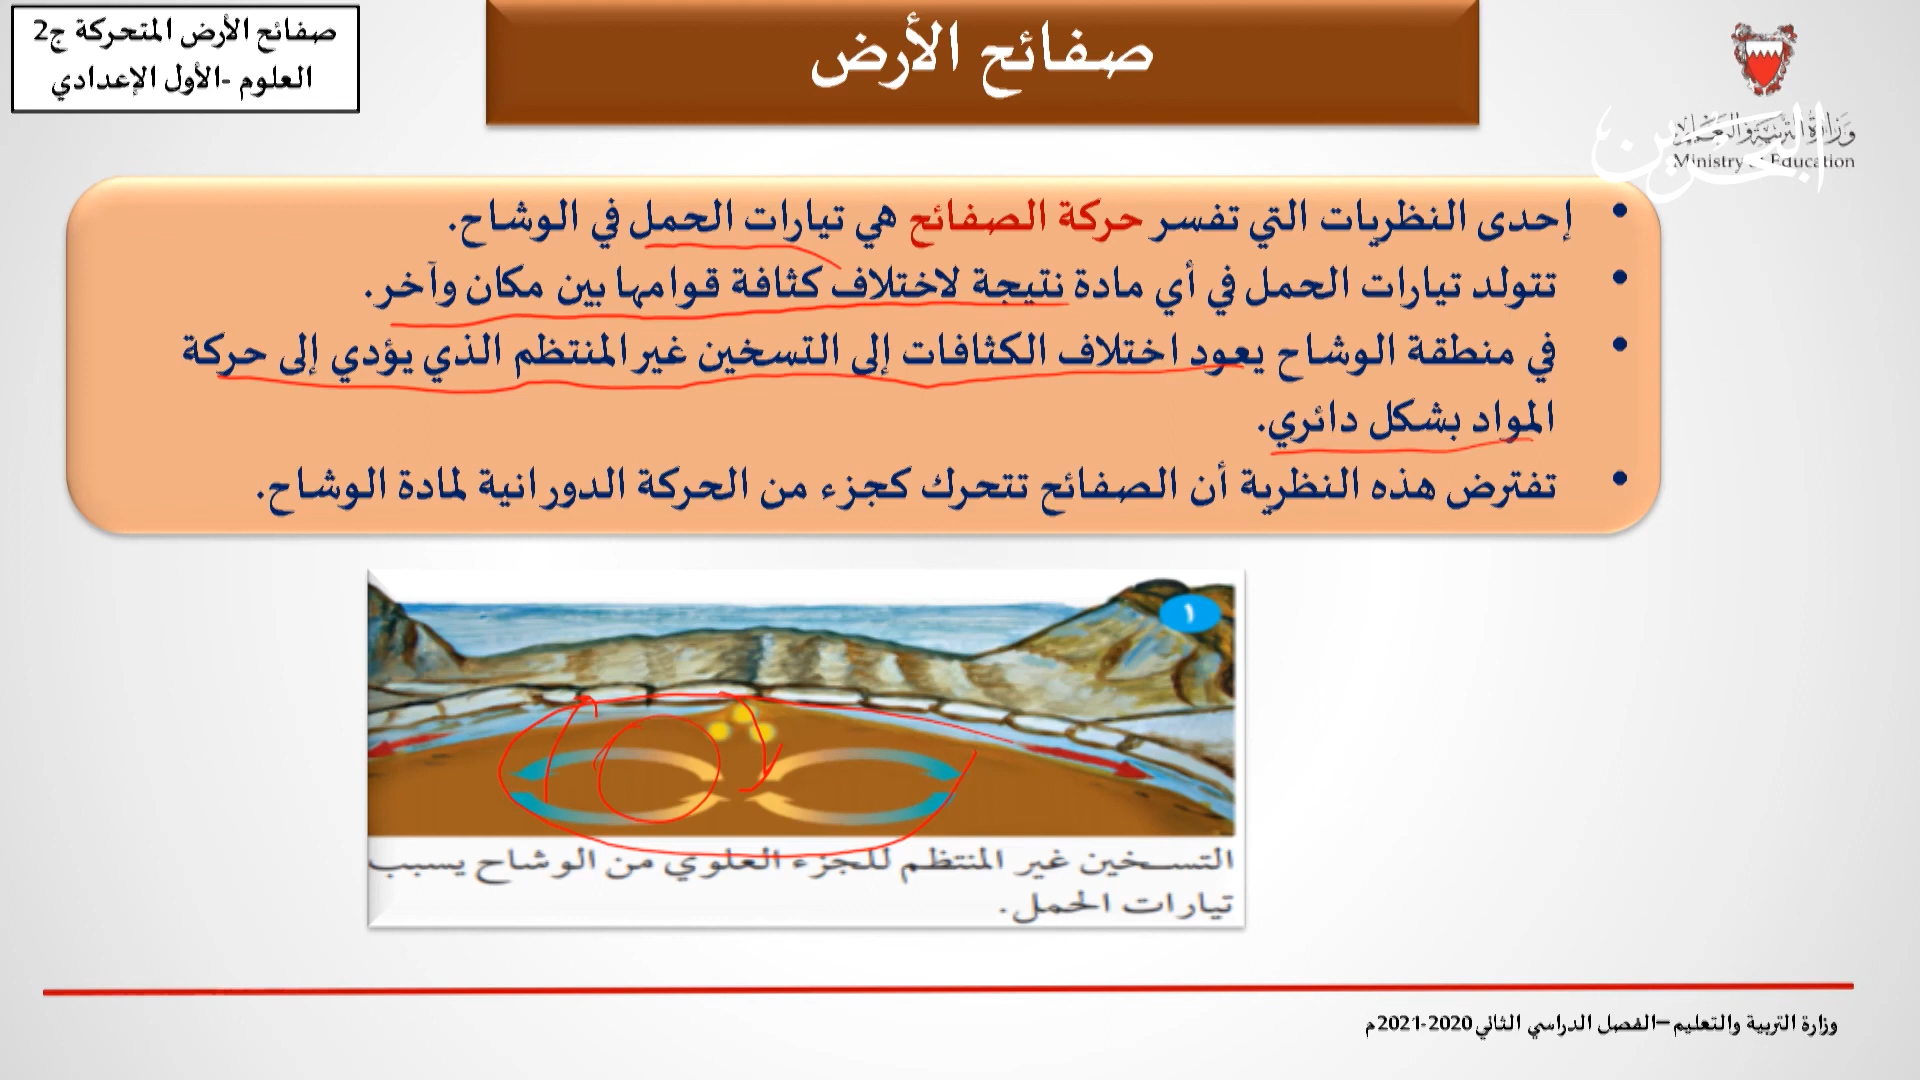 صفائح الأرض المتحركة ج2
العلوم -الأول الإعدادي
صفائح الأرض
وزارة التربية والتعليم
Ministry of Education
البحرين
• إحدى النظريات التي تفسر حركة الصفائح هي تيارات الحمل في الوشاح.
• تتولد تيارات الحمل في أي مادة نتيجة لاختلاف كثافة قوامها بين مكان وآخر.
• في منطقة الوشاح يعود اختلاف الكثافات إلى التسخين غير المنتظم الذي يؤدي إلى حركة
المواد بشكل دائري.
• تفترض هذه النظرية أن الصفائح تتحرك كجزء من الحركة الدورانية لمادة الوشاح.
١
التسخين غير المنتظم للجزء العلوي من الوشاح يسبب
تيارات الحمل.
وزارة التربية والتعليم –الفصل الدراسي الثاني 2020-2021م